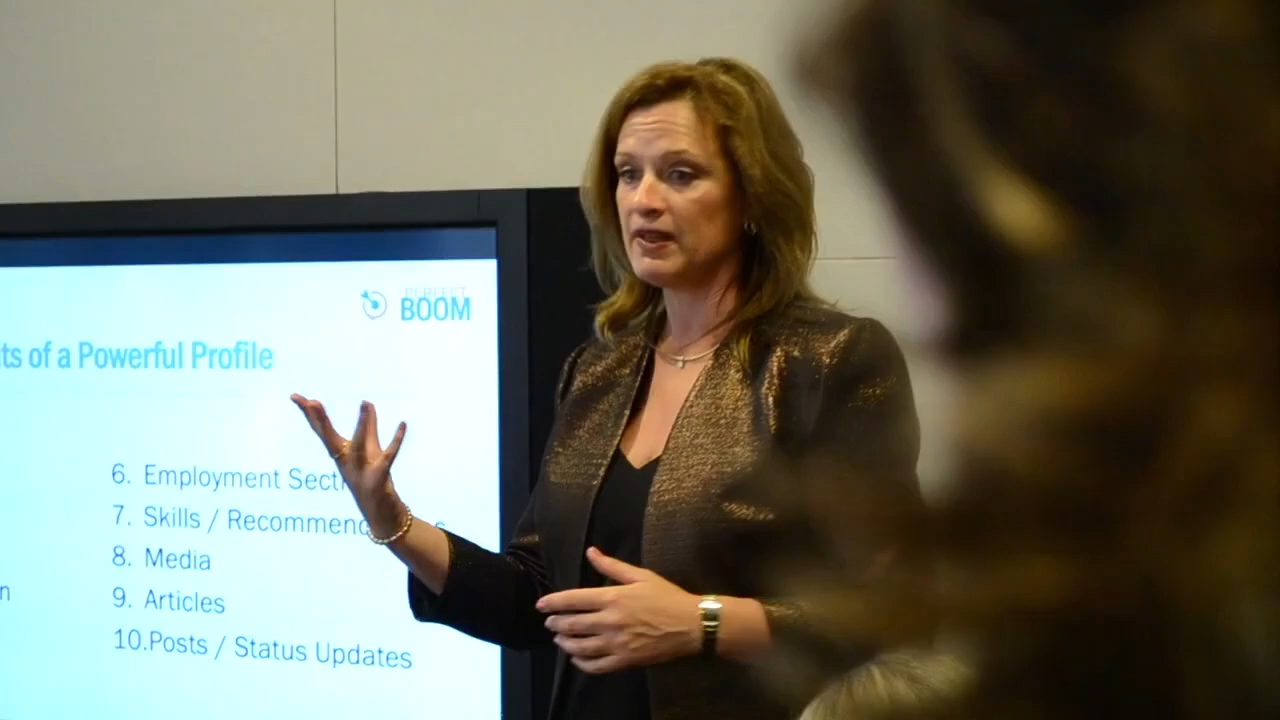 PERFECT
BOOM
ts of a Powerful Profile
6. Employment Secti
7. Skills / Recommend s
8. Media
n
9. Articles
10.Posts / Status Updates